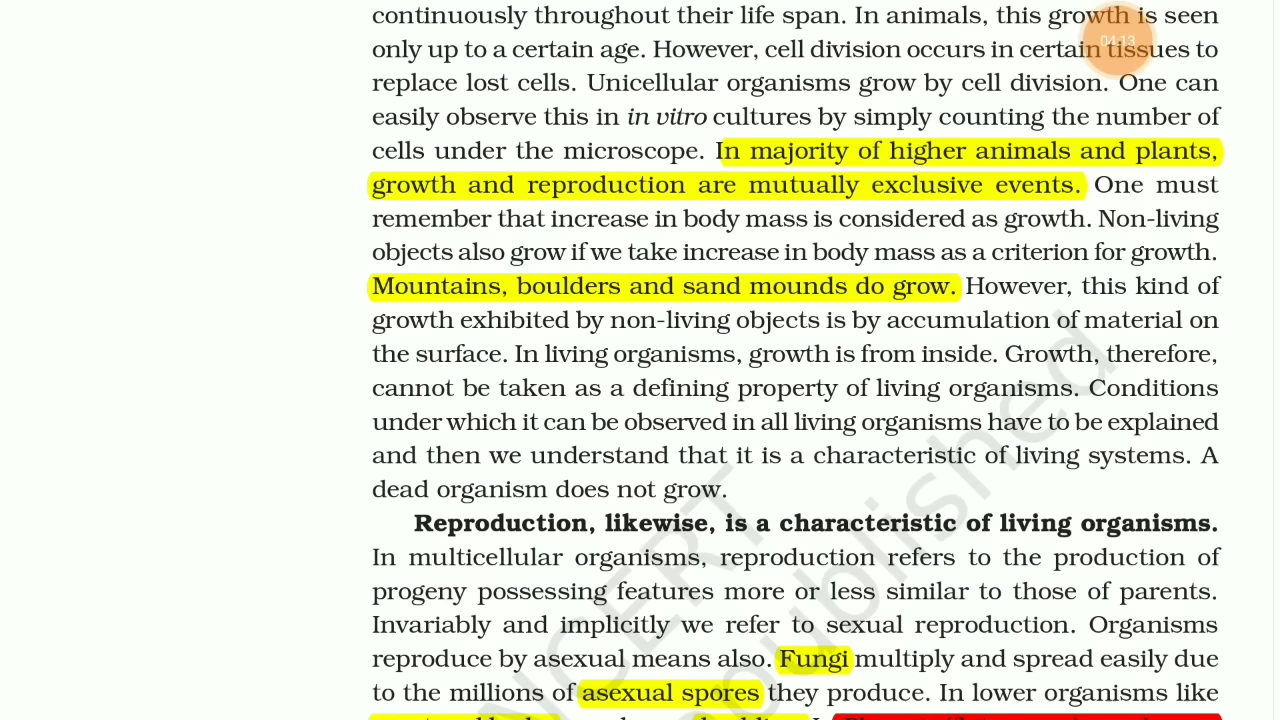 continuously throughout their life span. In animals, this growth is seen
04:13
only up to a certain age. However, cell division occurs in certain tissues to
replace lost cells. Unicellular organisms grow by cell division. One can
easily observe this in in vitro cultures by simply counting the number of
cells under the microscope. In majority of higher animals and plants,
growth and reproduction are mutually exclusive events. One must
remember that increase in body mass is considered as growth. Non-living
objects also grow if we take increase in body mass as a criterion for growth.
Mountains, boulders and sand mounds do grow. However, this kind of
growth exhibited by non-living objects is by accumulation of material on
the surface. In living organisms, growth is from inside. Growth, therefore,
cannot be taken as a defining property of living organisms. Conditions
under which it can be observed in all living organisms have to be explained
and then we understand that it is a characteristic of living systems. A
dead organism does not grow.
Reproduction, likewise, is a characteristic of living organisms.
In multicellular organisms, reproduction refers to the production of
progeny possessing features more or less similar to those of parents.
Invariably and implicitly we refer to sexual reproduction. Organisms
reproduce by asexual means also. Fungi multiply and spread easily due
to the millions of asexual spores they produce. In lower organisms like
NCERT
published